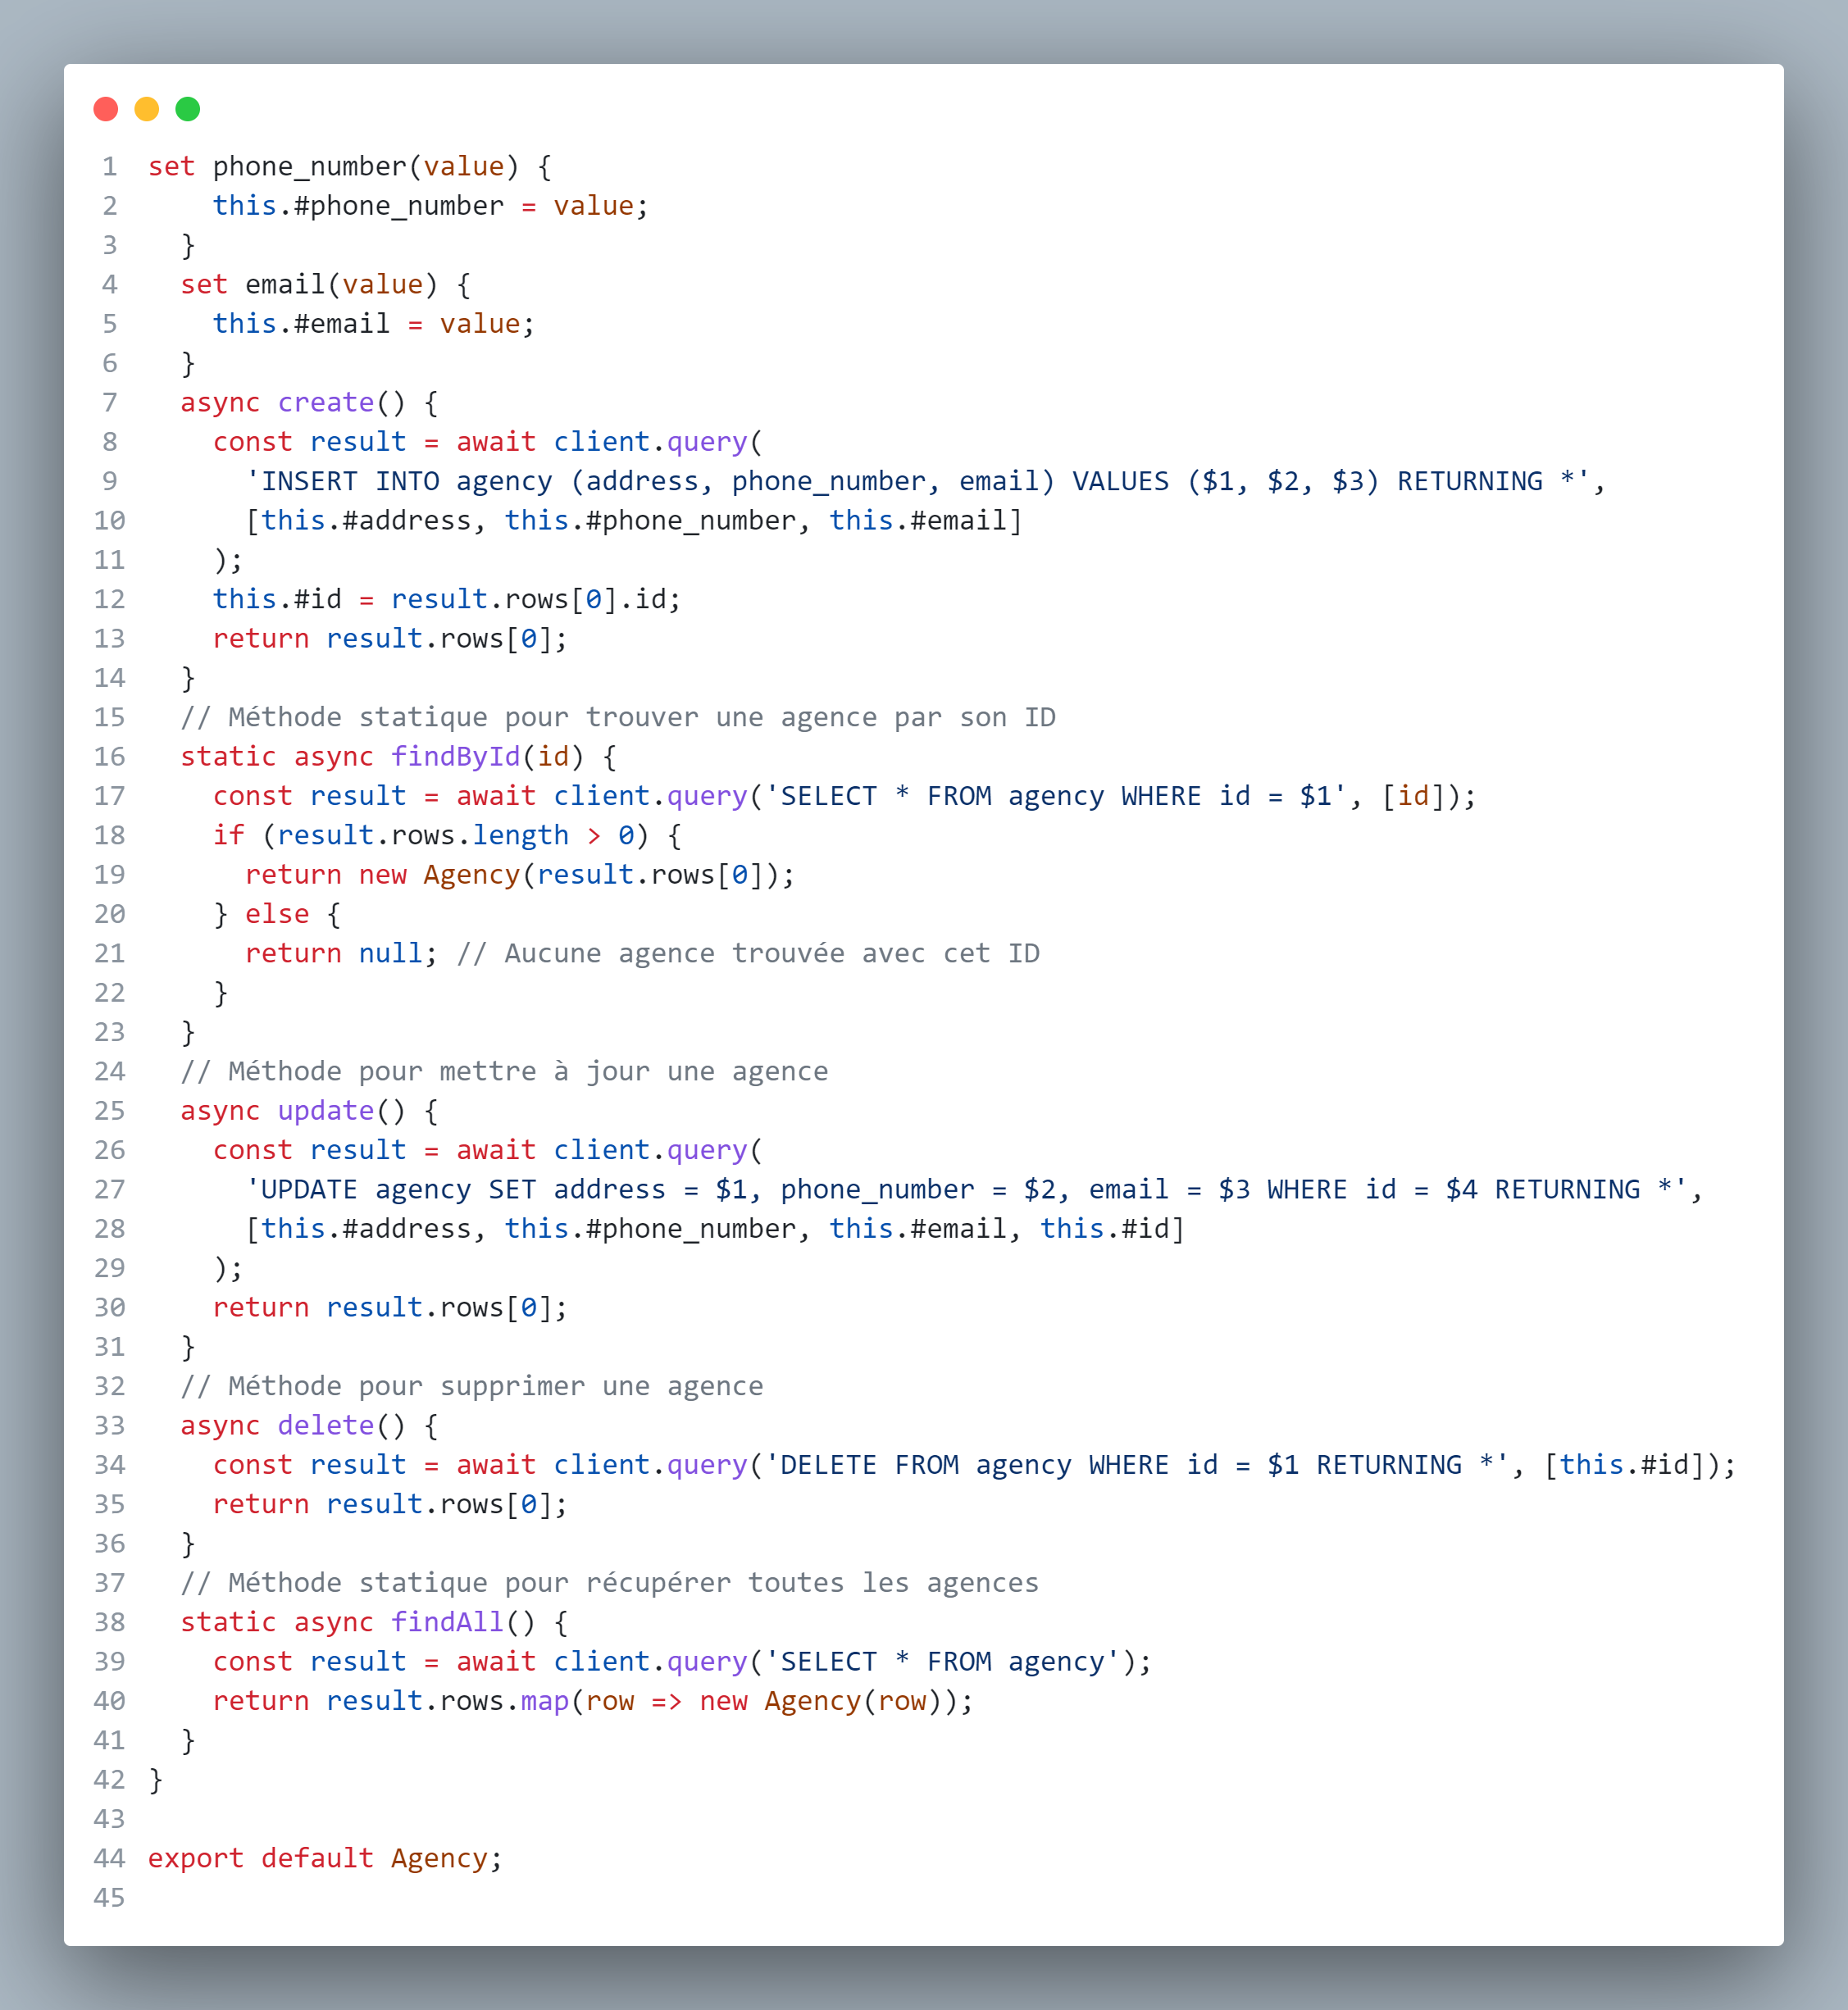 1 set phone_number(value) {
2     this.#phone_number = value;
3   }
4   set email(value) {
5     this.#email = value;
6   }
7   async create() {
8     const result = await client.query(
9       'INSERT INTO agency (address, phone_number, email) VALUES ($1, $2, $3) RETURNING *',
10       [this.#address, this.#phone_number, this.#email]
11     );
12     this.#id = result.rows[0].id;
13     return result.rows[0];
14   }
15   // Méthode statique pour trouver une agence par son ID
16   static async findById(id) {
17     const result = await client.query('SELECT * FROM agency WHERE id = $1', [id]);
18     if (result.rows.length > 0) {
19       return new Agency(result.rows[0]);
20     } else {
21       return null; // Aucune agence trouvée avec cet ID
22     }
23   }
24   // Méthode pour mettre à jour une agence
25   async update() {
26     const result = await client.query(
27       'UPDATE agency SET address = $1, phone_number = $2, email = $3 WHERE id = $4 RETURNING *',
28       [this.#address, this.#phone_number, this.#email, this.#id]
29     );
30     return result.rows[0];
31   }
32   // Méthode pour supprimer une agence
33   async delete() {
34     const result = await client.query('DELETE FROM agency WHERE id = $1 RETURNING *', [this.#id]);
35     return result.rows[0];
36   }
37   // Méthode statique pour récupérer toutes les agences
38   static async findAll() {
39     const result = await client.query('SELECT * FROM agency');
40     return result.rows.map(row => new Agency(row));
41   }
42 }
43
44 export default Agency;
45